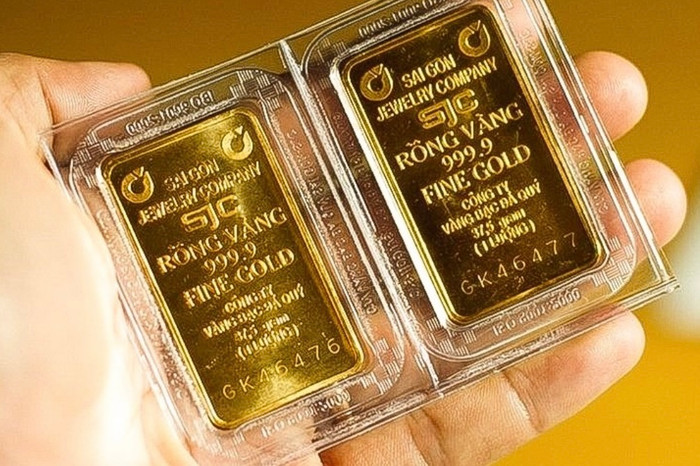 SAI GON
JEWELRY COMPANY
SJC
RỒNG VÀNG
999.9
FINE GOLD
CÔNG TY
VÀNG BẠC ĐÁ QUÝ
37,5 gam
(1 LƯỢNG)
GK46476
SAI GON
JEWELRY COMPANY
SJC
RỒNG VÀNG
999.9
FINE GOLD
CÔNG TY
VÀNG BẠC ĐÁ QUÝ
37,5 gam
(1 LƯỢNG)
GK46477